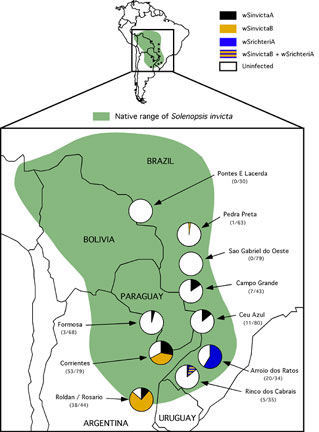 wSinvictaA
wSinvictaB
wSrichteriA
wSinvictaB + wSrichteriA
Uninfected
Native range of Solenopsis invicta
BRAZIL
Pontes E Lacerda
(0/30)
Pedra Preta
(1/63)
BOLIVIA
Sao Gabriel do Oeste
(0/79)
Campo Grande
(7/43)
PARAGUAY
Formosa
(3/68)
Ceu Azul
(11/80)
Corrientes
(53/79)
Arroio dos Ratos
(20/34)
Rinco dos Cabrais
(5/35)
Roldan / Rosario
(38/44)
ARGENTINA
URUGUAY